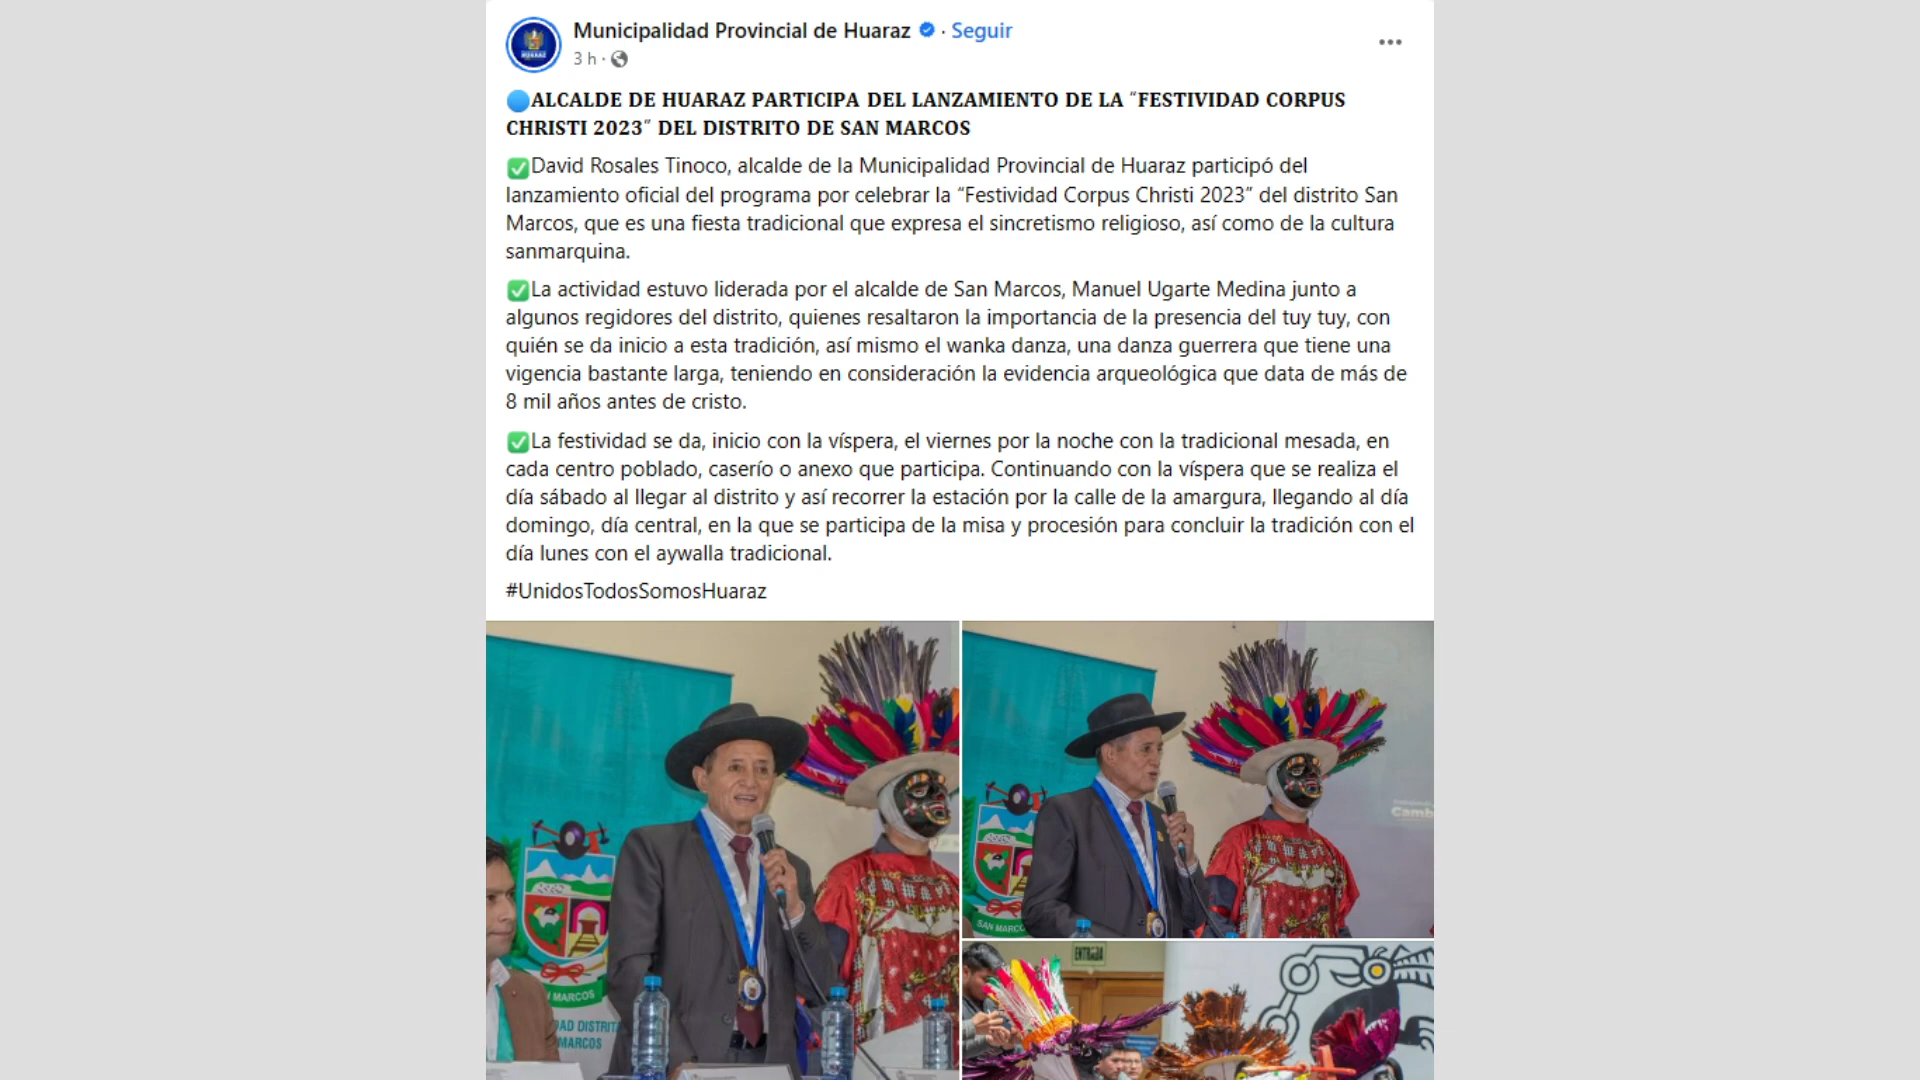 Municipalidad Provincial de Huaraz · Seguir
3 h ·
HUARAZ
ALCALDE DE HUARAZ PARTICIPA DEL LANZAMIENTO DE LA "FESTIVIDAD CORPUS
CHRISTI 2023" DEL DISTRITO DE SAN MARCOS
David Rosales Tinoco, alcalde de la Municipalidad Provincial de Huaraz participó del
lanzamiento oficial del programa por celebrar la “Festividad Corpus Christi 2023” del distrito San
Marcos, que es una fiesta tradicional que expresa el sincretismo religioso, así como de la cultura
sanmarquina.
La actividad estuvo liderada por el alcalde de San Marcos, Manuel Ugarte Medina junto a
algunos regidores del distrito, quienes resaltaron la importancia de la presencia del tuy tuy, con
quién se da inicio a esta tradición, así mismo el wanka danza, una danza guerrera que tiene una
vigencia bastante larga, teniendo en consideración la evidencia arqueológica que data de más de
8 mil años antes de cristo.
La festividad se da, inicio con la víspera, el viernes por la noche con la tradicional mesada, en
cada centro poblado, caserío o anexo que participa. Continuando con la víspera que se realiza el
día sábado al llegar al distrito y así recorrer la estación por la calle de la amargura, llegando al día
domingo, día central, en la que se participa de la misa y procesión para concluir la tradición con el
día lunes con el aywalla tradicional.
#UnidosTodosSomosHuaraz
N MARCOS
DAD DISTRIT
MARCOS
SAN MARCO
Camb
ENTRADA